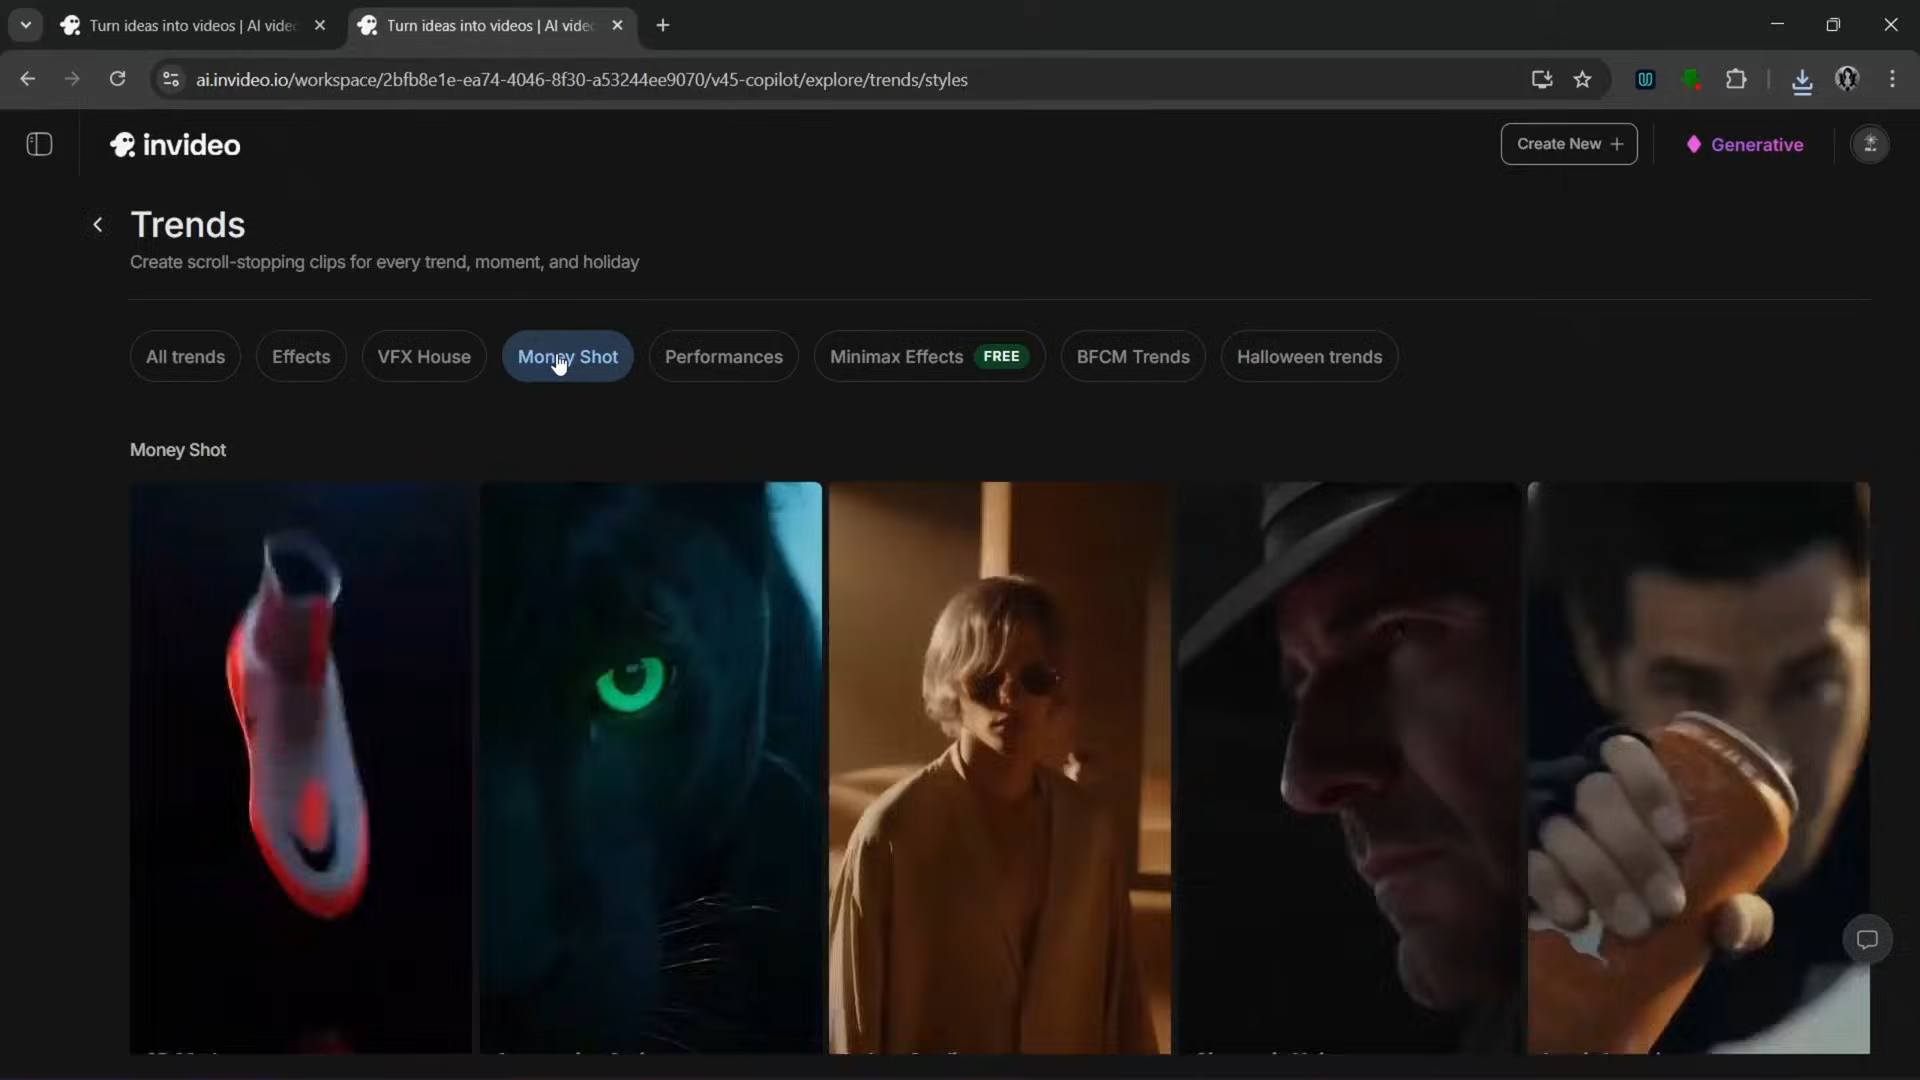 Turn ideas into videos | AI vide
Turn ideas into videos | AI vide
ai.invideo.io/workspace/2bfb8e1e-ea74-4046-8f30-a53244ee9070/v45-copilot/explore/trends/styles
invideo
Create New +
Generative
Trends
Create scroll-stopping clips for every trend, moment, and holiday
All trends
Effects
VFX House
Money Shot
Performances
Minimax Effects FREE
BFCM Trends
Halloween trends
Money Shot